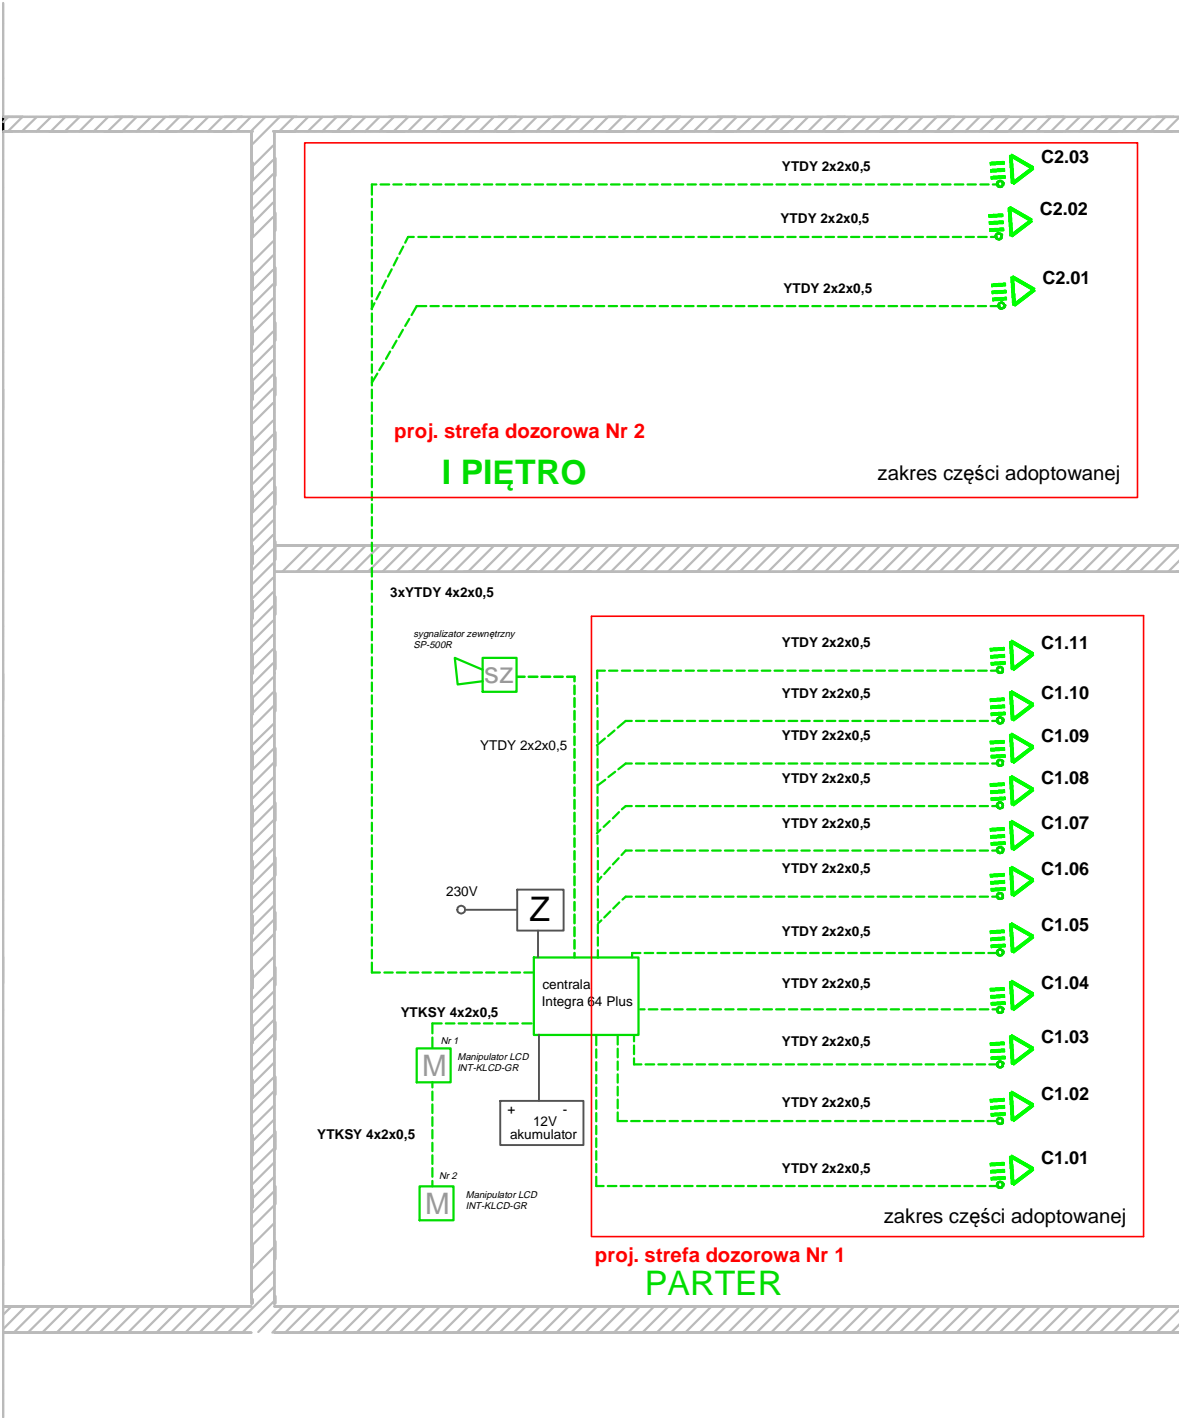 YTDY 2x2x0,5
C2.03
YTDY 2x2x0,5
C2.02
YTDY 2x2x0,5
C2.01
proj. strefa dozorowa Nr 2
I PIĘTRO
zakres części adoptowanej
3xYTDY 4x2x0,5
sygnalizator zewnętrzny
SP-500R
SZ
YTDY 2x2x0,5
YTDY 2x2x0,5
C1.11
YTDY 2x2x0,5
C1.10
YTDY 2x2x0,5
C1.09
YTDY 2x2x0,5
C1.08
YTDY 2x2x0,5
C1.07
YTDY 2x2x0,5
C1.06
YTDY 2x2x0,5
C1.05
YTDY 2x2x0,5
C1.04
YTDY 2x2x0,5
C1.03
YTDY 2x2x0,5
C1.02
YTDY 2x2x0,5
C1.01
230V
Z
centrala
Integra 64 Plus
YTKSY 4x2x0,5
Nr 1
M
Manipulator LCD
INT-KLCD-GR
+ -
12V
akumulator
YTKSY 4x2x0,5
Nr 2
M
Manipulator LCD
INT-KLCD-GR
zakres części adoptowanej
proj. strefa dozorowa Nr 1
PARTER